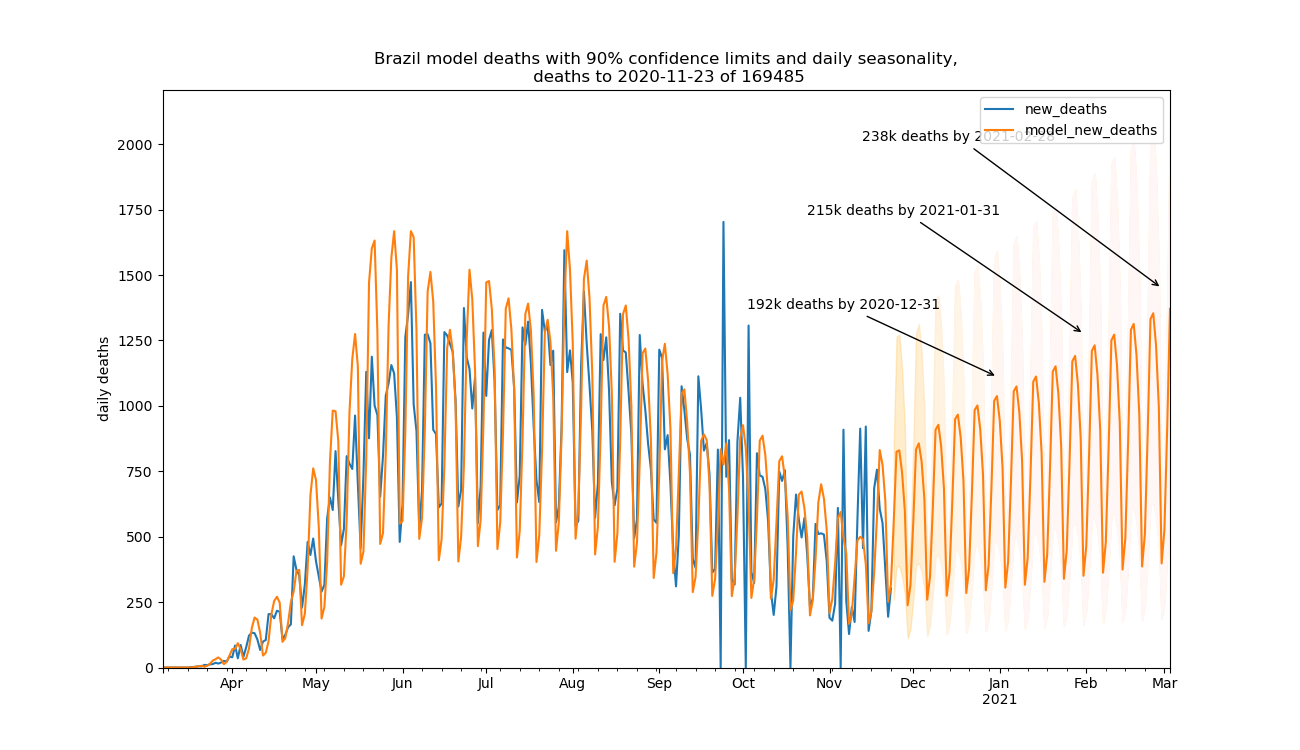 Brazil model deaths with 90% confidence limits and daily seasonality,
deaths to 2020-11-23 of 169485
new_deaths
model_new_deaths
238k deaths by 2021-02-28
215k deaths by 2021-01-31
192k deaths by 2020-12-31
daily deaths
2000
1750
1500
1250
1000
750
500
250
0
Apr May Jun Jul Aug Sep Oct Nov Dec Jan Feb Mar
2021